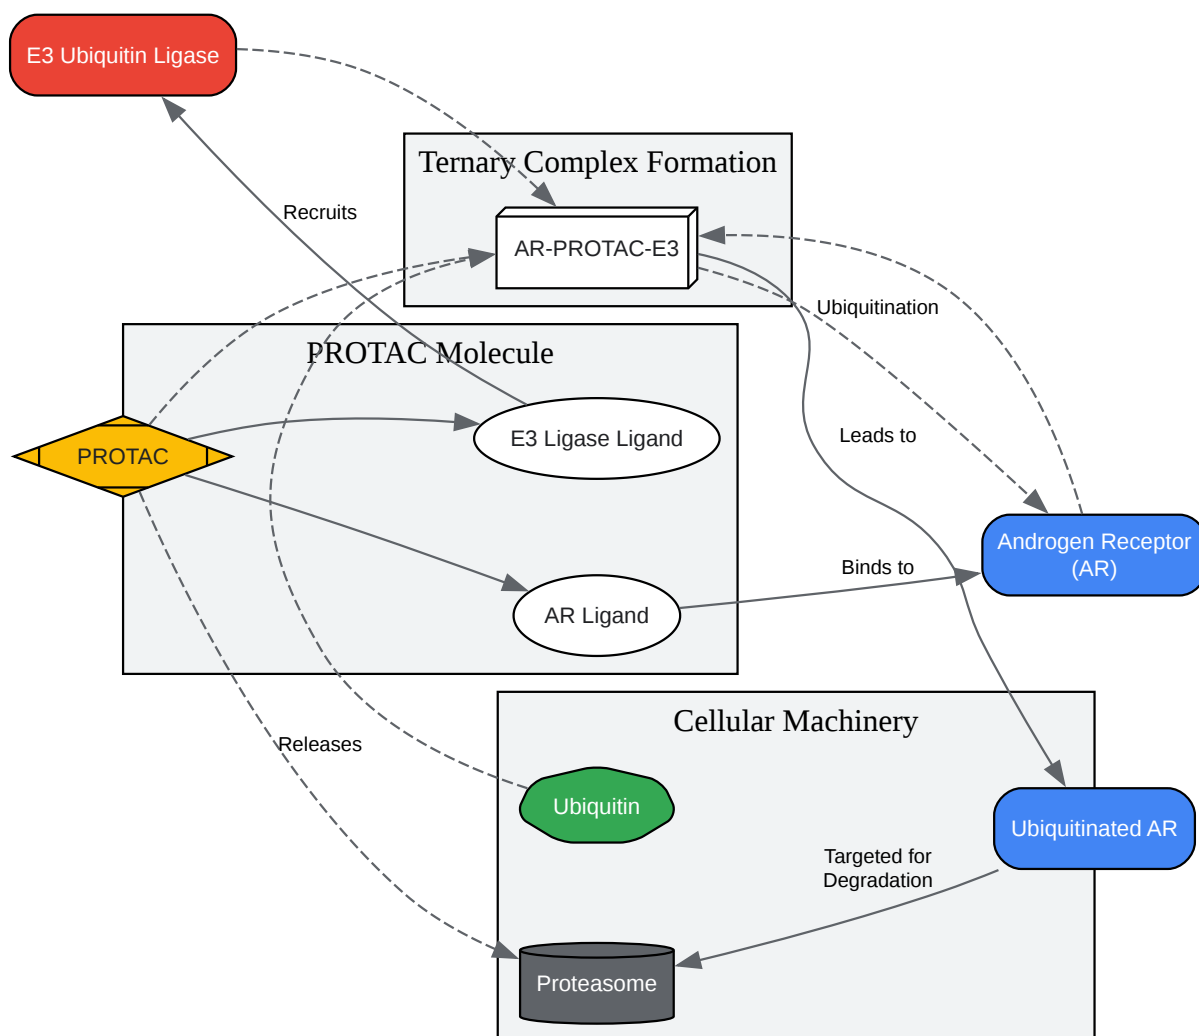 E3 Ubiquitin Ligase
Ternary Complex Formation
Recruits
AR-PROTAC-E3
Ubiquitination
PROTAC Molecule
E3 Ligase Ligand
Leads to
PROTAC
Androgen Receptor
(AR)
Binds to
AR Ligand
Cellular Machinery
Releases
Ubiquitin
Ubiquitinated AR
Targeted for
Degradation
Proteasome